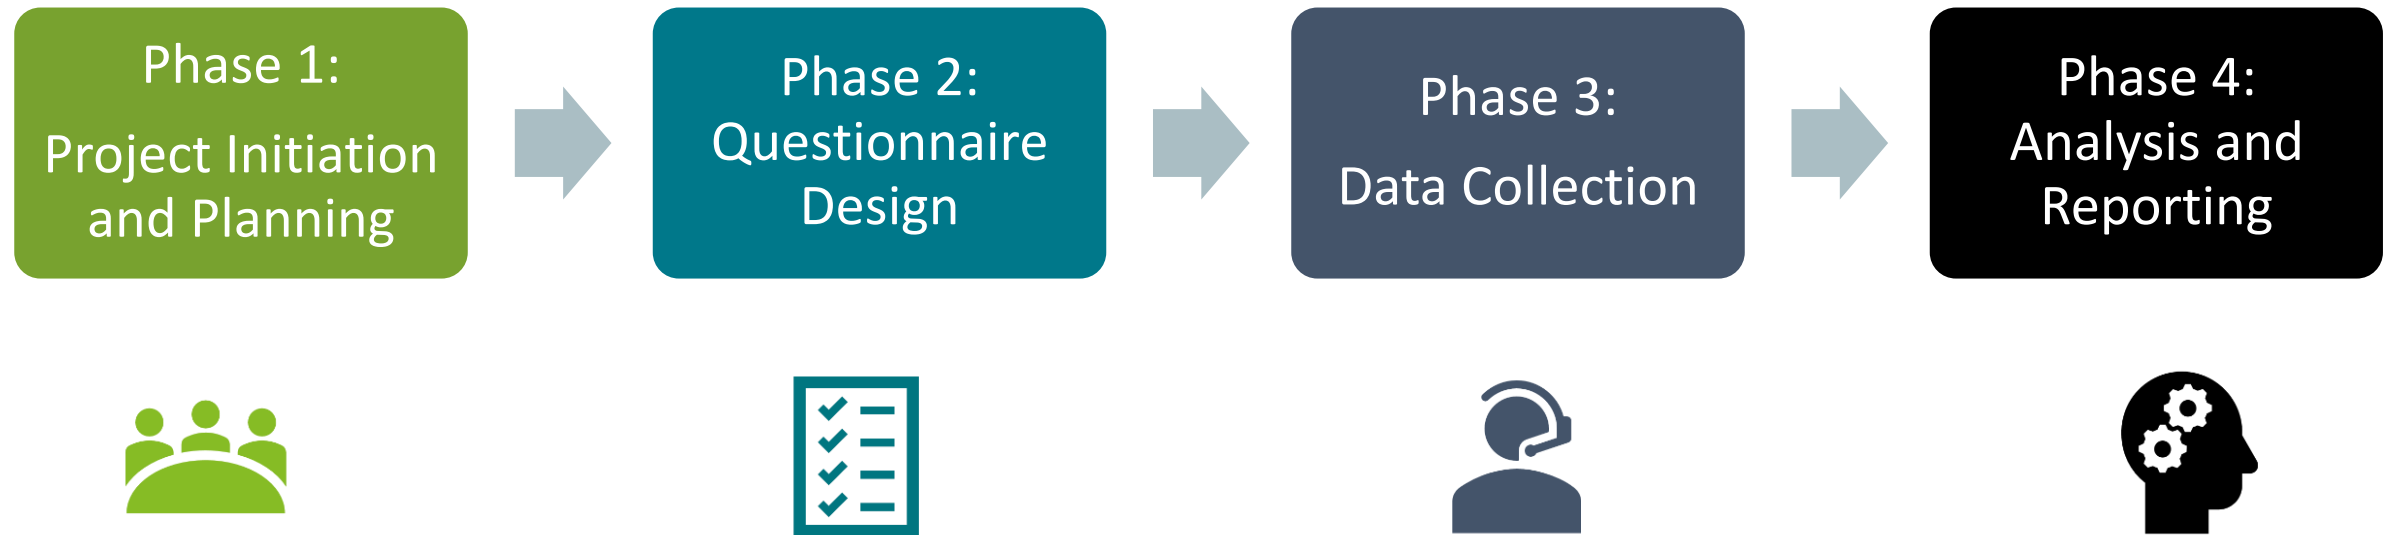 Phase 1:
Project Initiation
and Planning
Phase 2:
Questionnaire
Design
Phase 3:
Data Collection
Phase 4:
Analysis and
Reporting